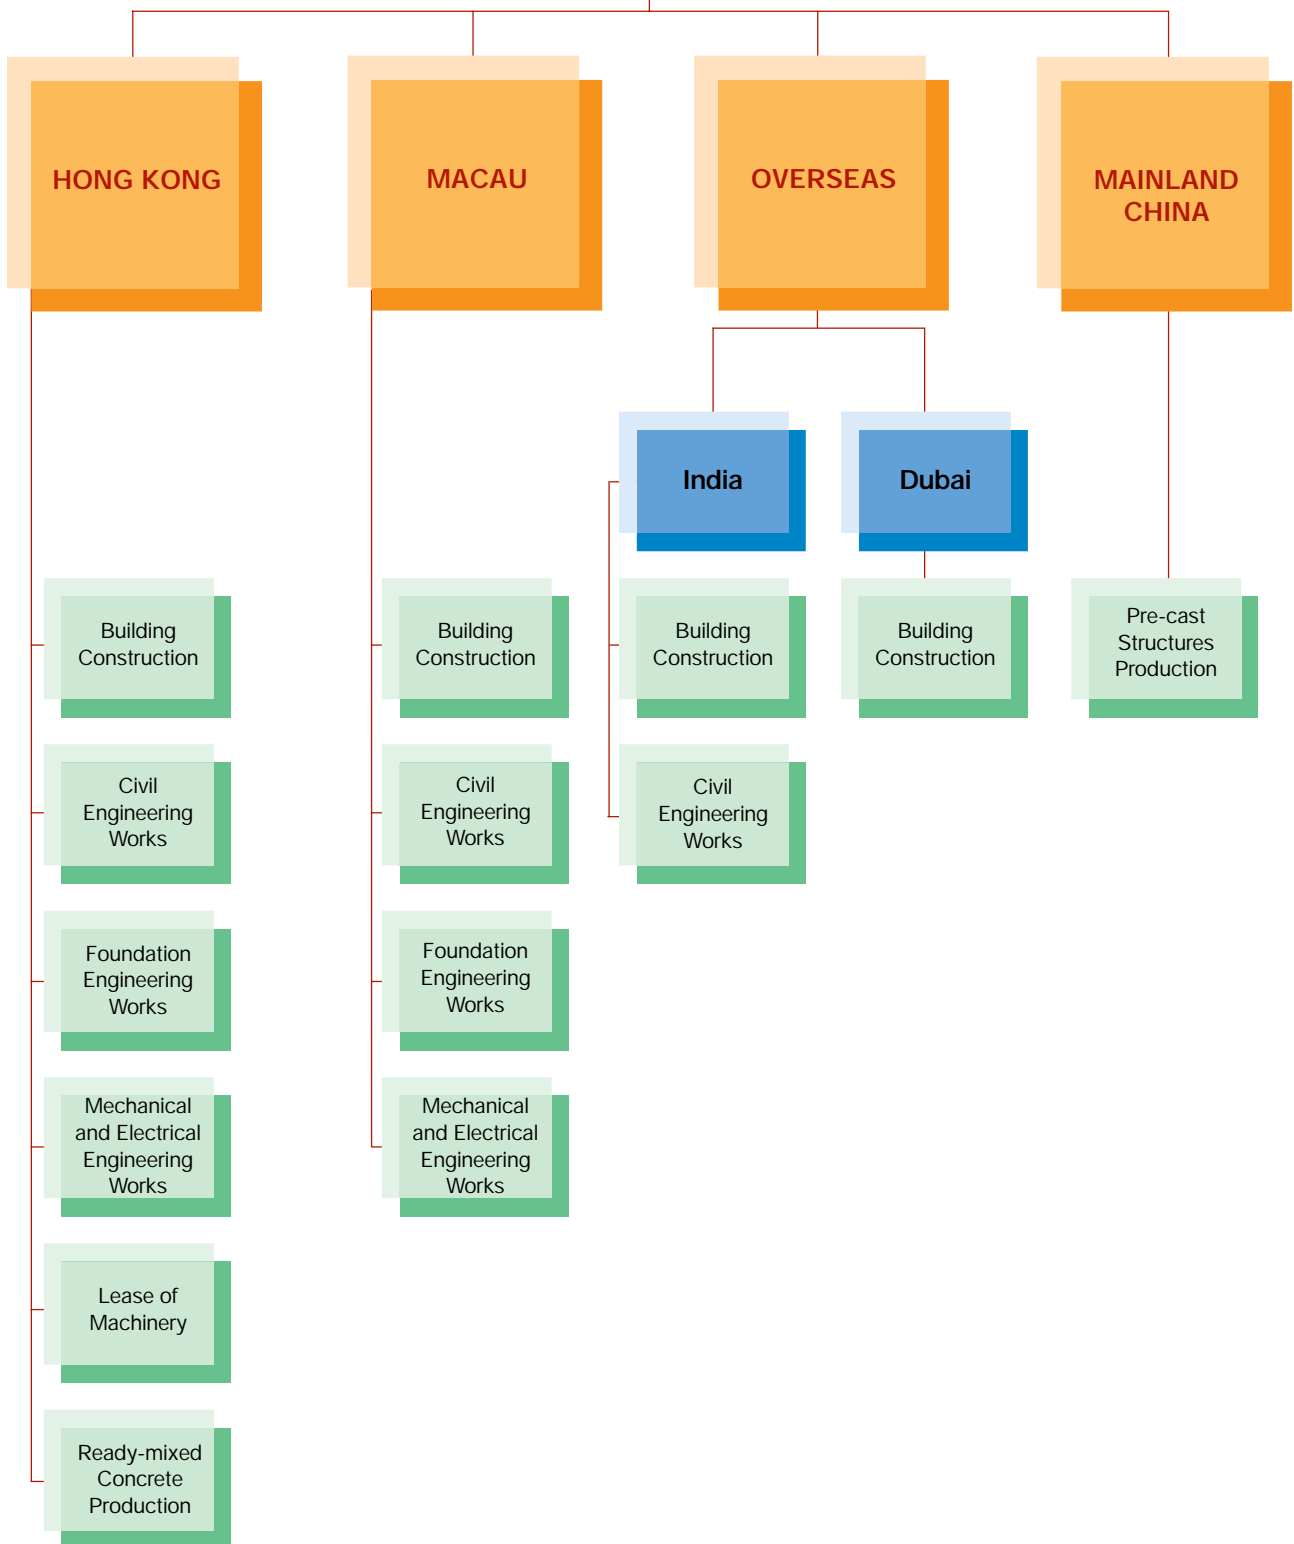 HONG KONG
MACAU
OVERSEAS
MAINLAND
CHINA
India
Dubai
Building
Construction
Civil
Engineering
Works
Foundation
Engineering
Works
Mechanical
and Electrical
Engineering
Works
Lease of
Machinery
Ready-mixed
Concrete
Production
Building
Construction
Civil
Engineering
Works
Foundation
Engineering
Works
Mechanical
and Electrical
Engineering
Works
Building
Construction
Civil
Engineering
Works
Building
Construction
Pre-cast
Structures
Production